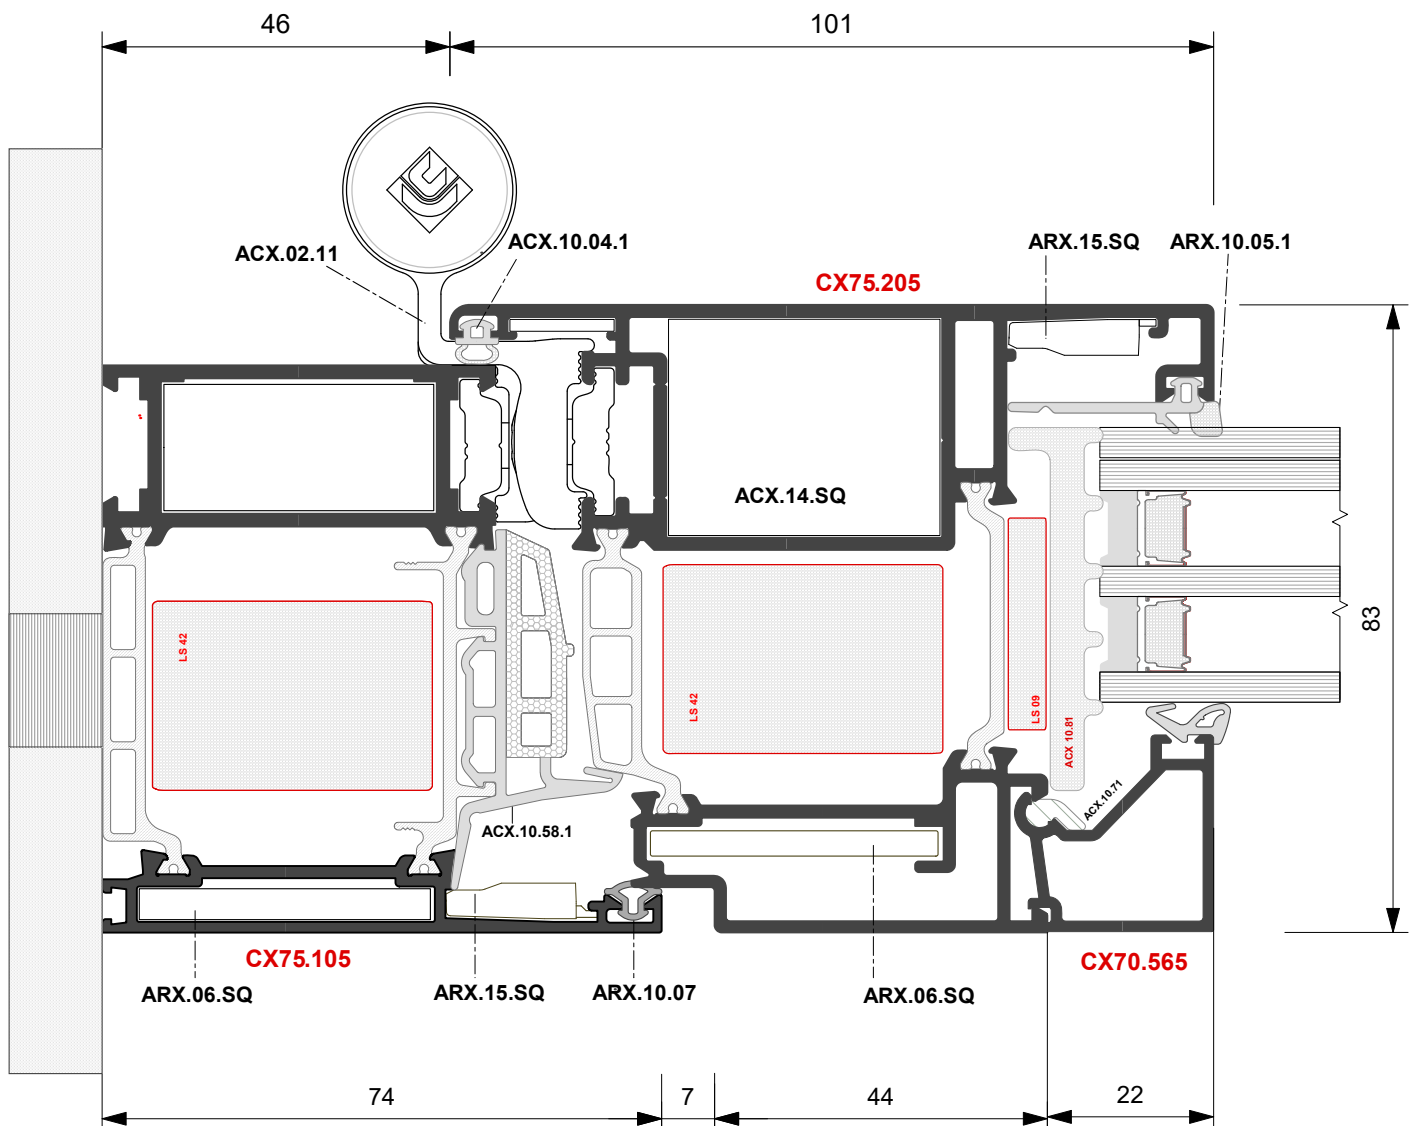 46
101
ACX.02.11
ACX.10.04.1
ARX.15.SQ
ARX.10.05.1
CX75.205
ACX.14.SQ
LS 42
LS 42
LS 09
ACX 10.81
83
ACX.10.71
ACX.10.58.1
CX75.105
CX70.565
ARX.06.SQ
ARX.15.SQ
ARX.10.07
ARX.06.SQ
74
7
44
22